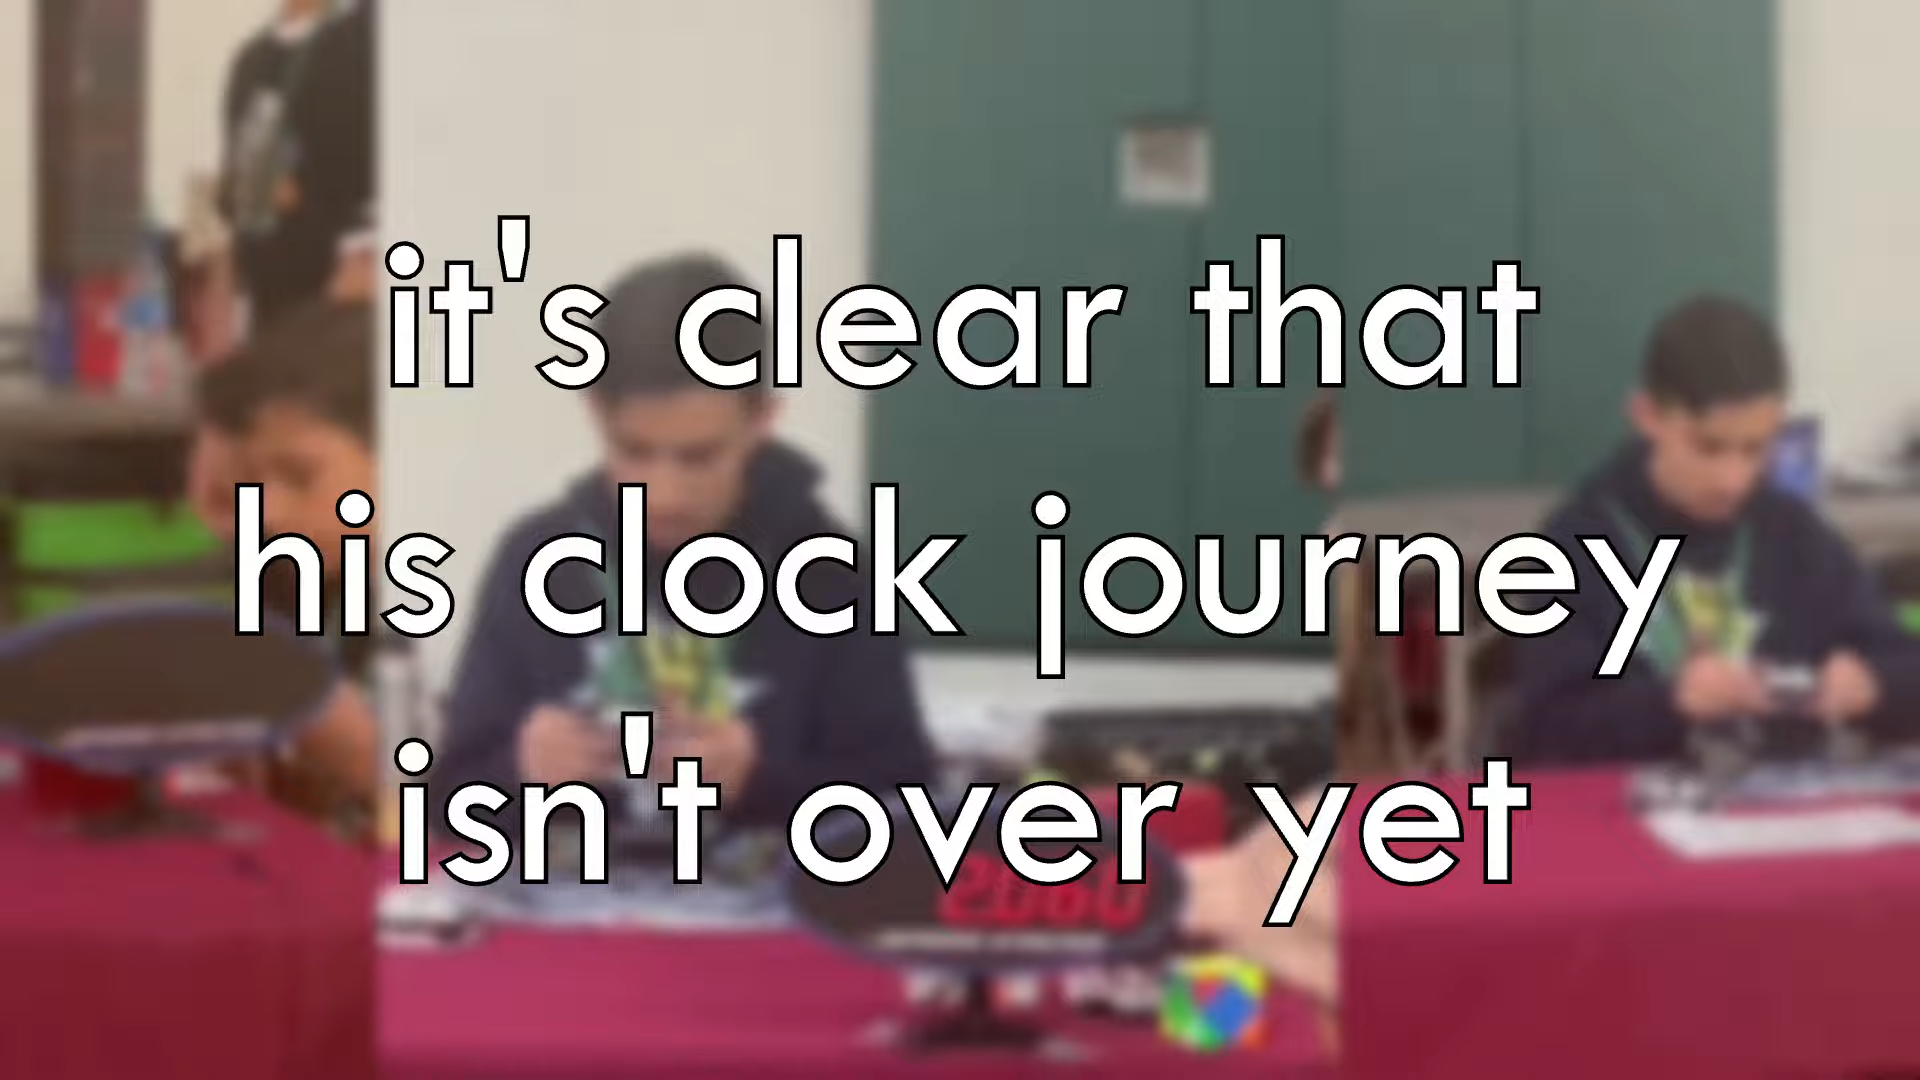 it's clear that
his clock journey
isn't over yet